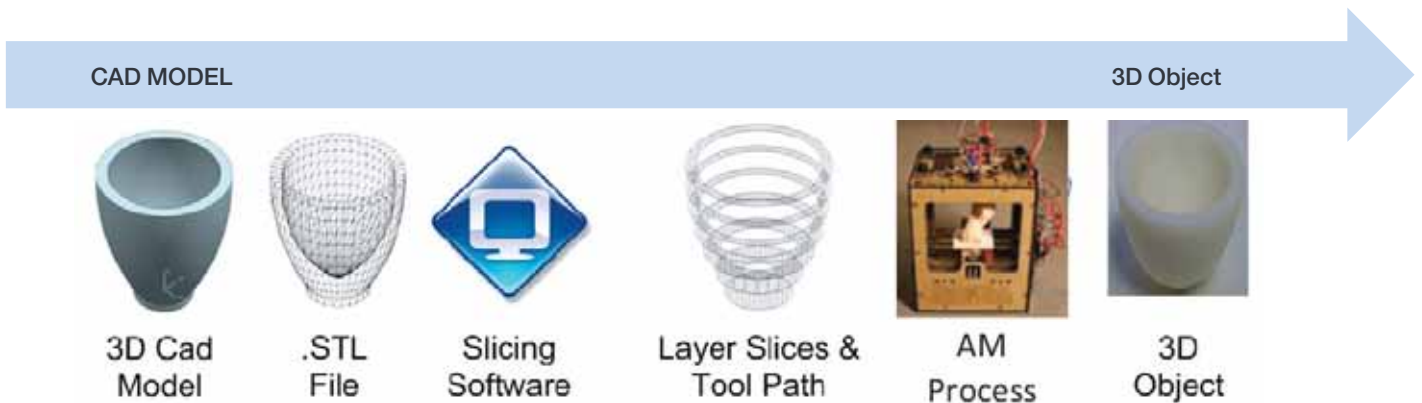 CAD MODEL
3D Object
3D Cad
Model
.STL
File
Slicing
Software
Layer Slices &
Tool Path
AM
Process
3D
Object